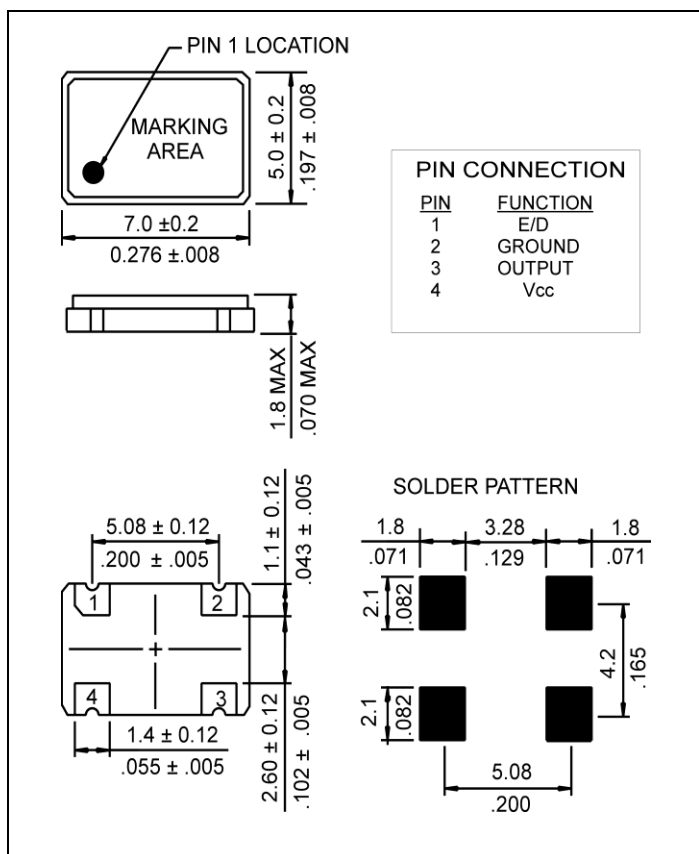 PIN 1 LOCATION
MARKING
AREA
5.0 ± 0.2
.197 ± .008
7.0 ±0.2
0.276 ±.008
PIN CONNECTION
PIN FUNCTION
1 E/D
2 GROUND
3 OUTPUT
4 Vcc
1.8 MAX
.070 MAX
5.08 ± 0.12
.200 ± .005
1.1 ± 0.12
.043 ± .005
1 2
4 3
1.4 ± 0.12
.055 ± .005
2.60 ± 0.12
.102 ± .005
SOLDER PATTERN
1.8 3.28 1.8
.071 .129 .071
2.1
.082
4.2
.165
2.1
.082
5.08
.200